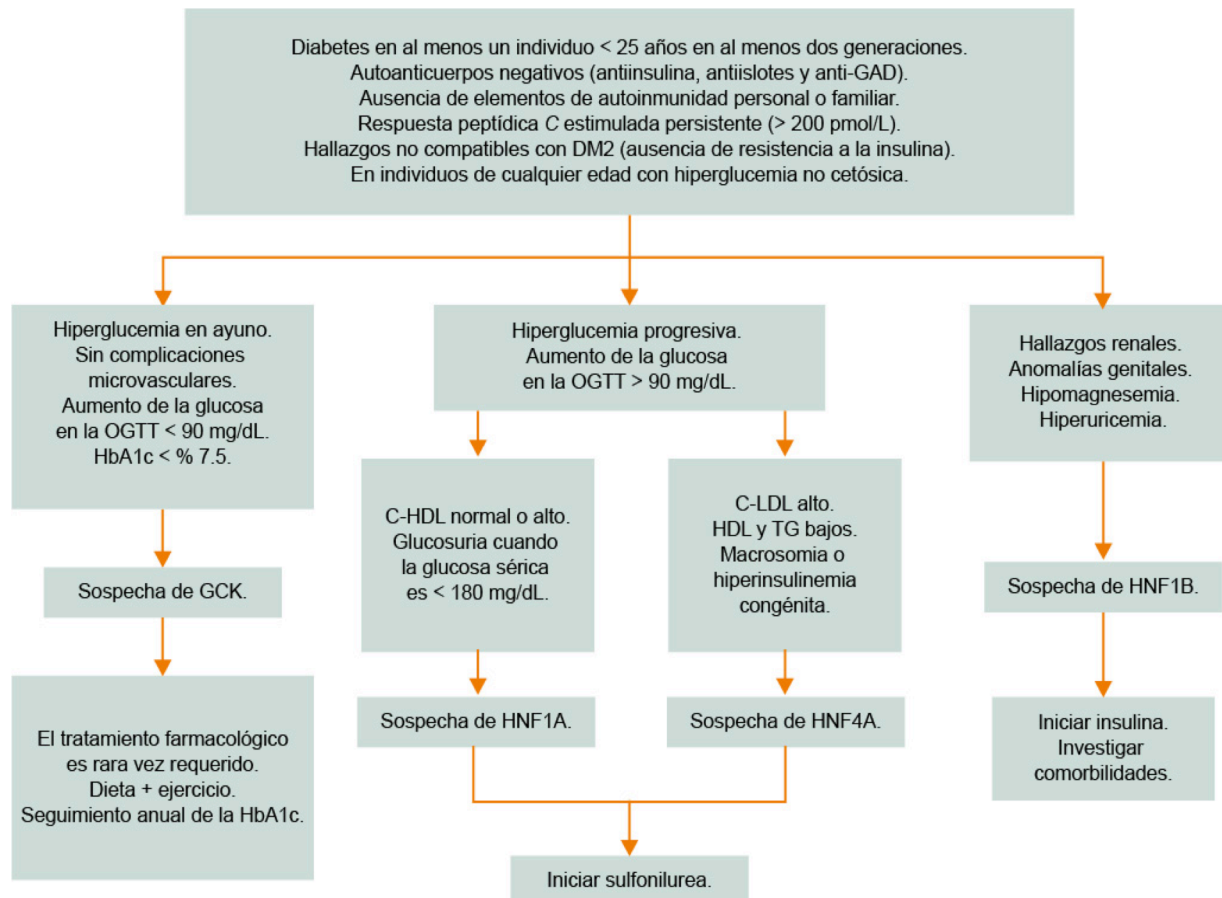 Diabetes en al menos un individuo < 25 años en al menos dos generaciones.
Autoanticuerpos negativos (antiinsulina, antiislotes y anti-GAD).
Ausencia de elementos de autoinmunidad personal o familiar.
Respuesta peptídica C estimulada persistente (> 200 pmol/L).
Hallazgos no compatibles con DM2 (ausencia de resistencia a la insulina).
En individuos de cualquier edad con hiperglucemia no cetósica.
Hiperglucemia en ayuno.
Sin complicaciones
microvasculares.
Aumento de la glucosa
en la OGTT < 90 mg/dL.
HbA1c < % 7.5.
Sospecha de GCK.
El tratamiento farmacológico
es rara vez requerido.
Dieta + ejercicio.
Seguimiento anual de la HbA1c.
Hiperglucemia progresiva.
Aumento de la glucosa
en la OGTT > 90 mg/dL.
C-HDL normal o alto.
Glucosuria cuando
la glucosa sérica
es < 180 mg/dL.
Sospecha de HNF1A.
C-LDL alto.
HDL y TG bajos.
Macrosomia o
hiperinsulinemia
congénita.
Sospecha de HNF4A.
Iniciar sulfonilurea.
Hallazgos renales.
Anomalías genitales.
Hipomagnesemia.
Hiperuricemia.
Sospecha de HNF1B.
Iniciar insulina.
Investigar
comorbilidades.